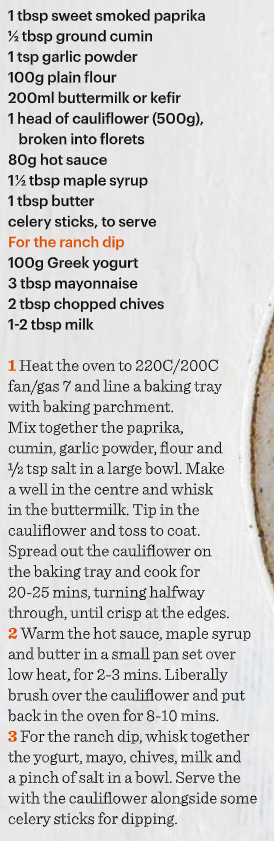 1 tbsp sweet smoked paprika
½ tbsp ground cumin
1 tsp garlic powder
100g plain flour
200ml buttermilk or kefir
1 head of cauliflower (500g),
broken into florets
80g hot sauce
1½ tbsp maple syrup
1 tbsp butter
celery sticks, to serve
For the ranch dip
100g Greek yogurt
3 tbsp mayonnaise
2 tbsp chopped chives
1-2 tbsp milk
1 Heat the oven to 220C/200C
fan/gas 7 and line a baking tray
with baking parchment.
Mix together the paprika,
cumin, garlic powder, flour and
½ tsp salt in a large bowl. Make
a well in the centre and whisk
in the buttermilk. Tip in the
cauliflower and toss to coat.
Spread out the cauliflower on
the baking tray and cook for
20-25 mins, turning halfway
through, until crisp at the edges.
2 Warm the hot sauce, maple syrup
and butter in a small pan set over
low heat, for 2-3 mins. Liberally
brush over the cauliflower and put
back in the oven for 8-10 mins.
3 For the ranch dip, whisk together
the yogurt, mayo, chives, milk and
a pinch of salt in a bowl. Serve the
with the cauliflower alongside some
celery sticks for dipping.